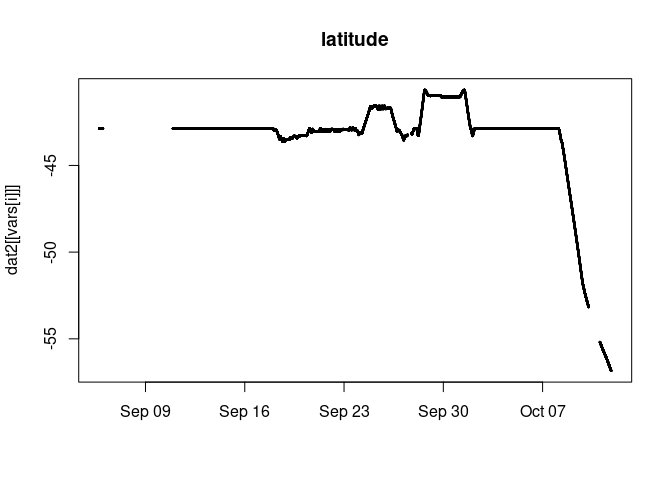 latitude
dat2[[vars[i]]]
-45
-50
-55
Sep 09
Sep 16
Sep 23
Sep 30
Oct 07